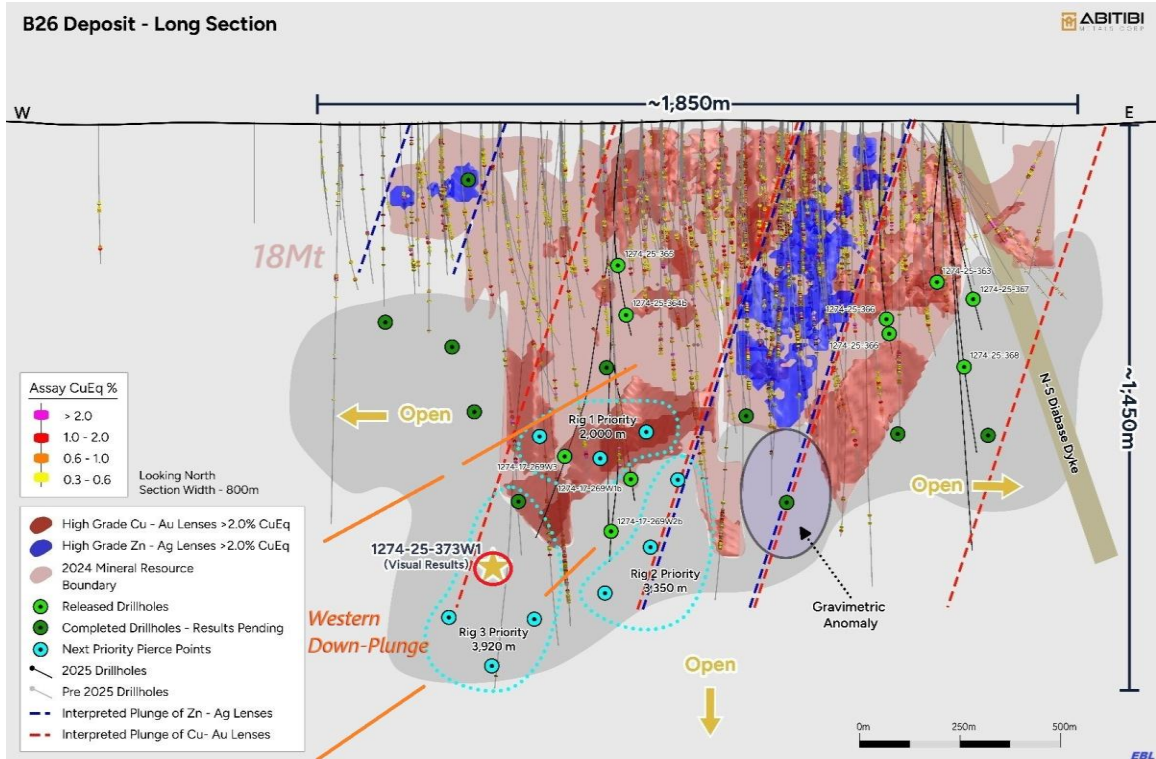 B26 Deposit - Long Section
ABITIBI
METALS CORP
~1,850m
W
E
18Mt
1274-25-365
1274-25-364b
1274-25-363
1274-25-367
1274-25-366
1274-25-366
1274-25-368
~1,450m
N-S Diabase Dyke
Assay CuEq %
> 2.0
1.0 - 2.0
0.6 - 1.0
0.3 - 0.6
Looking North
Section Width - 800m
Open
Rig 1 Priority
2,000 m
1274-17-269W3
1274-17-269W1b
Open
1274-17-269W2b
1274-25-373W1
(Visual Results)
Rig 2 Priority
3,350 m
Gravimetric
Anomaly
Western
Down-Plunge
Rig 3 Priority
3,920 m
Open
High Grade Cu - Au Lenses >2.0% CuEq
High Grade Zn - Ag Lenses >2.0% CuEq
2024 Mineral Resource
Boundary
Released Drillholes
Completed Drillholes - Results Pending
Next Priority Pierce Points
2025 Drillholes
Pre 2025 Drillholes
Interpreted Plunge of Zn - Ag Lenses
Interpreted Plunge of Cu- Au Lenses
0m
250m
500m
EBL